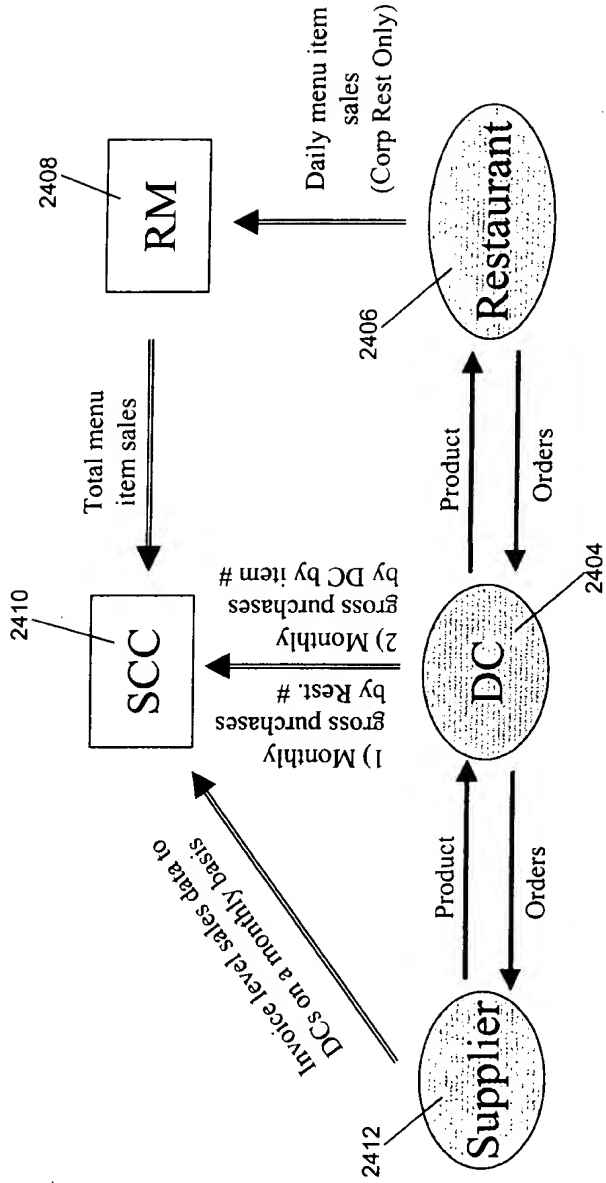 2408
RM
Daily menu item
sales
(Corp Rest Only)
2406
Restaurant
Total menu
item sales
Product
Orders
2410
SCC
2) Monthly
gross purchases
by DC by item #
1) Monthly
gross purchases
by Rest. #
2404
DC
Invoice level sales data to
DCs on a monthly basis
Product
Orders
2412
Supplier